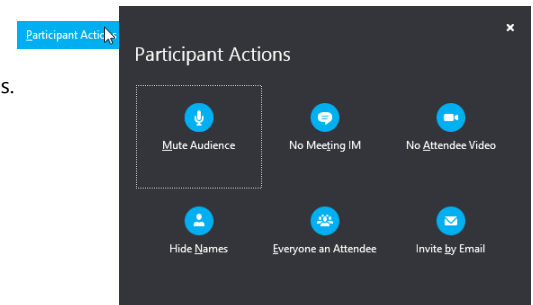 Participant Actions
s.
Participant Actions
Mute Audience
No Meeting IM
No Attendee Video
Hide Names
Everyone an Attendee
Invite by Email